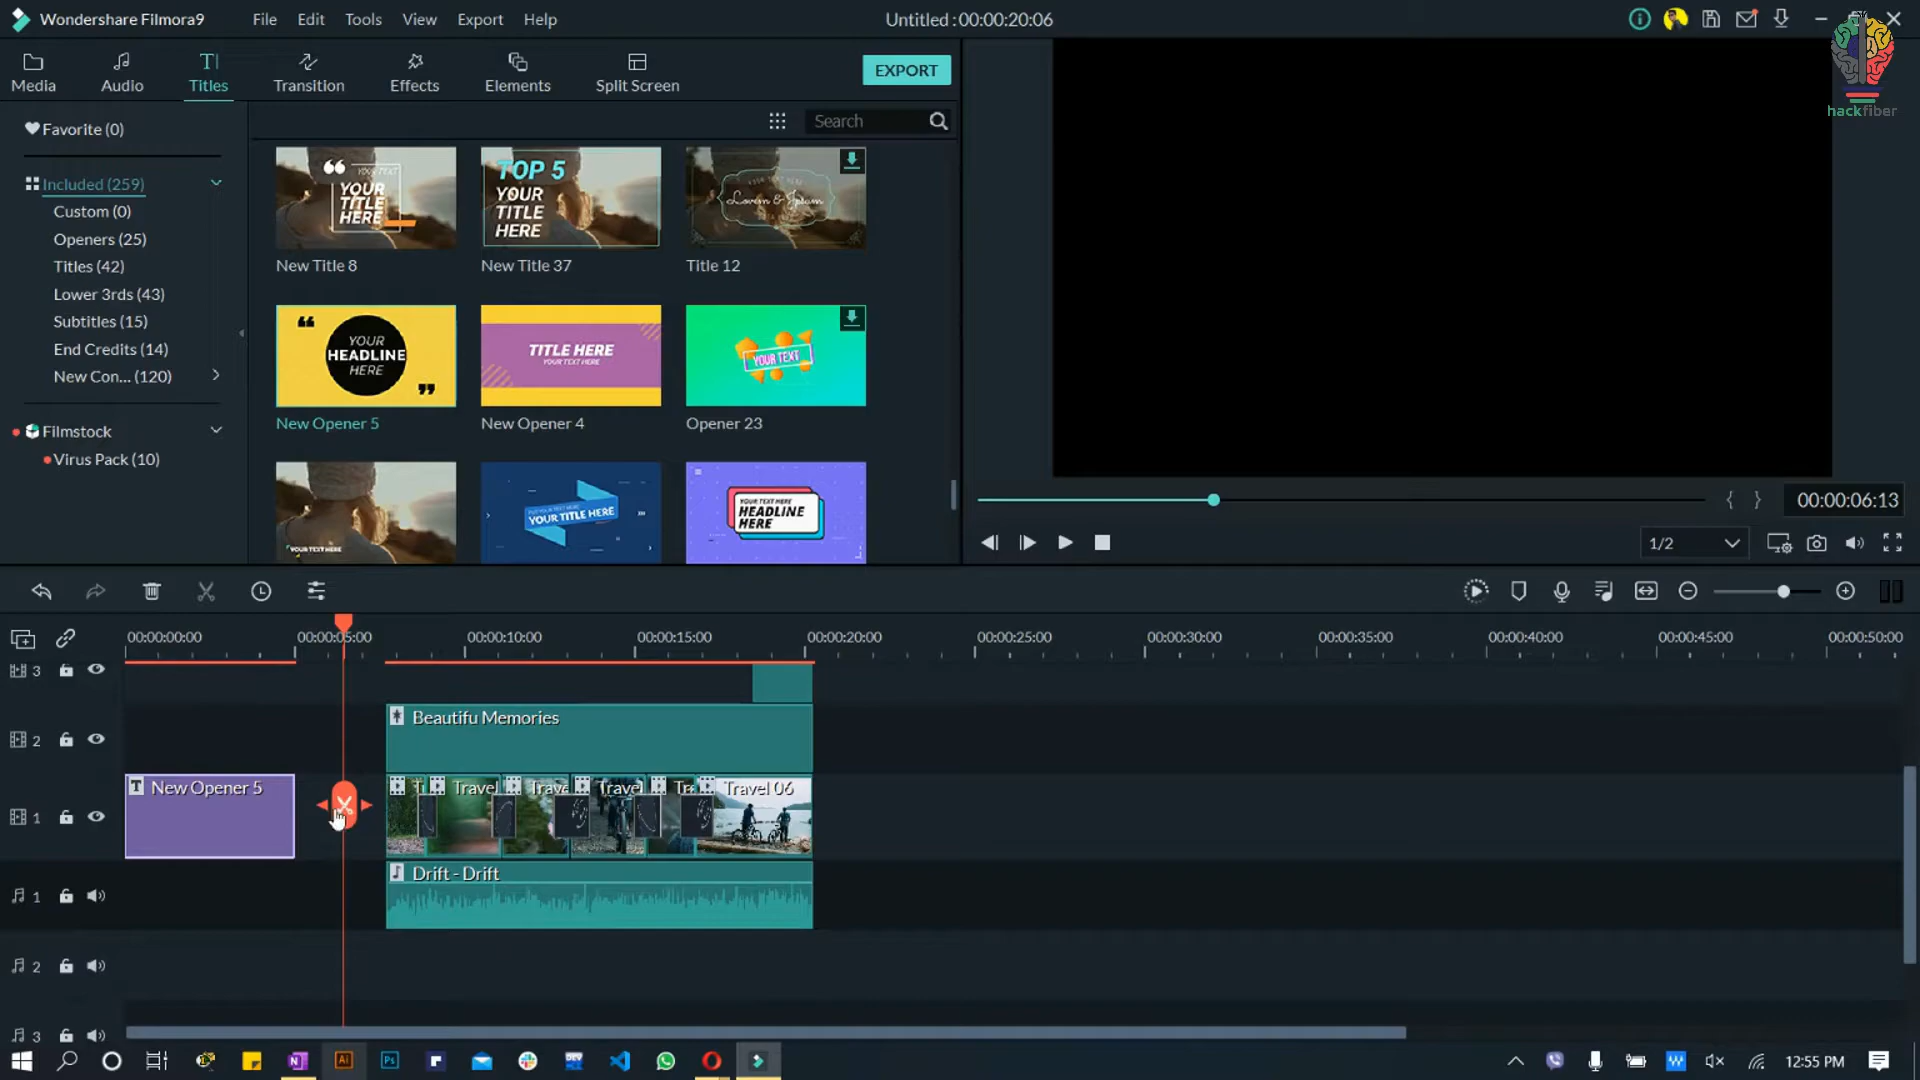 Wondershare Filmora9
File
Edit
Tools
View
Export
Help
Untitled : 00:00:20:06
Media
Audio
Titles
Transition
Effects
Elements
Split Screen
EXPORT
hackfiber
Favorite (0)
Included (259)
Custom (0)
Openers (25)
Titles (42)
Lower 3rds (43)
Subtitles (15)
End Credits (14)
New Con... (120)
Filmstock
Virus Pack (10)
Search
YOUR
TITLE
HERE
New Title 8
TOP 5
YOUR
TITLE
HERE
New Title 37
YOUR TEXT HERE
Lorem & Ipsum
Title 12
YOUR
HEADLINE
HERE
New Opener 5
TITLE HERE
YOUR TEXT HERE
New Opener 4
YOUR TEXT
Opener 23
YOUR TEXT HERE
YOUR TITLE HERE
YOUR TEXT HERE
HEADLINE
HERE
00:00:06:13
1/2
00:00:00:00
00:00:05:00
00:00:10:00
00:00:15:00
00:00:20:00
00:00:25:00
00:00:30:00
00:00:35:00
00:00:40:00
00:00:45:00
00:00:50:00
3
2
Beautifu Memories
1
New Opener 5
Travel
Trave
Travel
Tra
Travel 06
1
Drift - Drift
2
3
Ai
Ps
12:55 PM